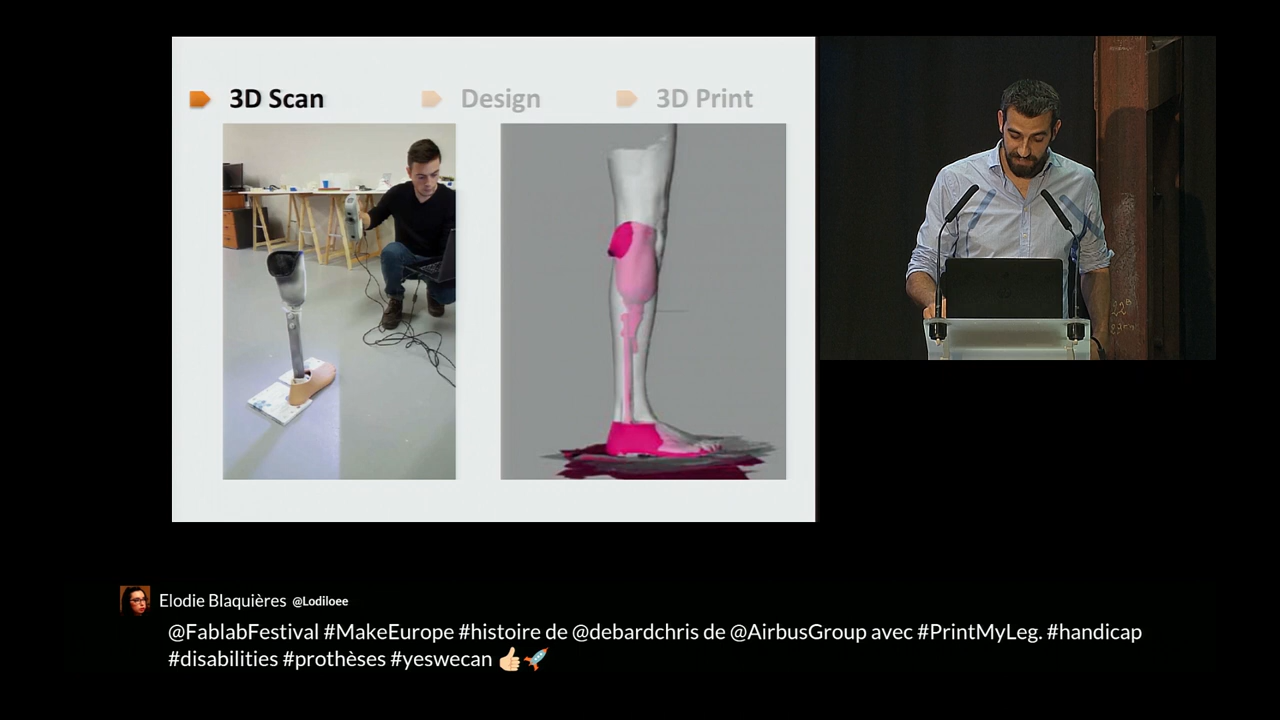 3D Scan
Design
3D Print
Elodie Blaquières @Lodiloee
@FablabFestival #MakeEurope #histoire de @debardchris de @AirbusGroup avec #PrintMyLeg. #handicap
#disabilities #prothèses #yeswecan 👍🏻🚀